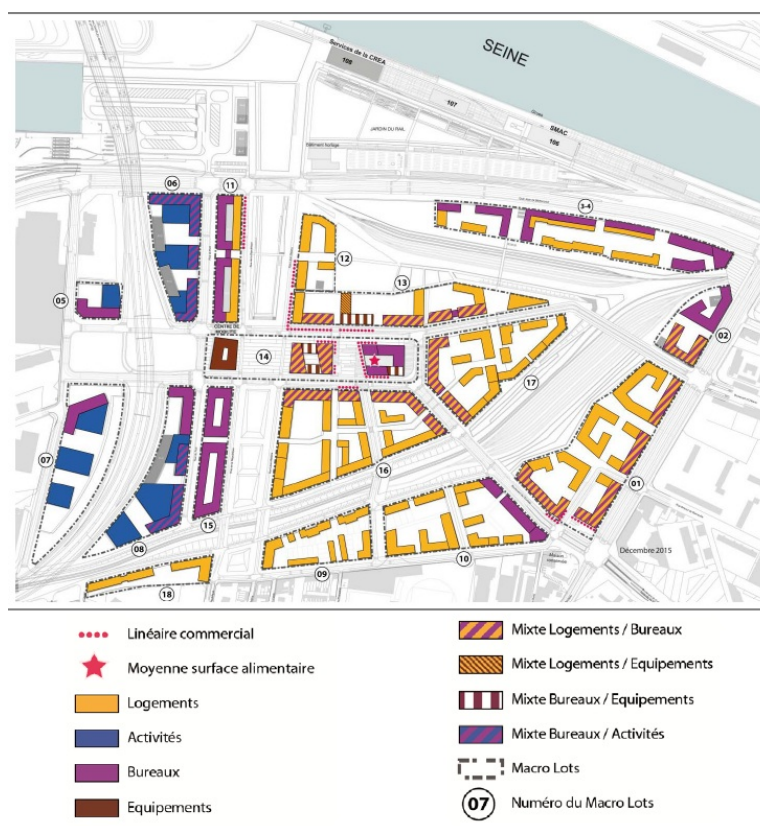 SEINE
Services de la CREA
108
107
SMAC
106
JARDIN DU RAIL
06
11
3-4
12
13
05
02
14
17
07
16
01
15
08
Décembre 2015
10
09
18
Linéaire commercial
Moyenne surface alimentaire
Logements
Activités
Bureaux
Equipements
Mixte Logements / Bureaux
Mixte Logements / Equipements
Mixte Bureaux / Equipements
Mixte Bureaux / Activités
Macro Lots
07 Numéro du Macro Lots